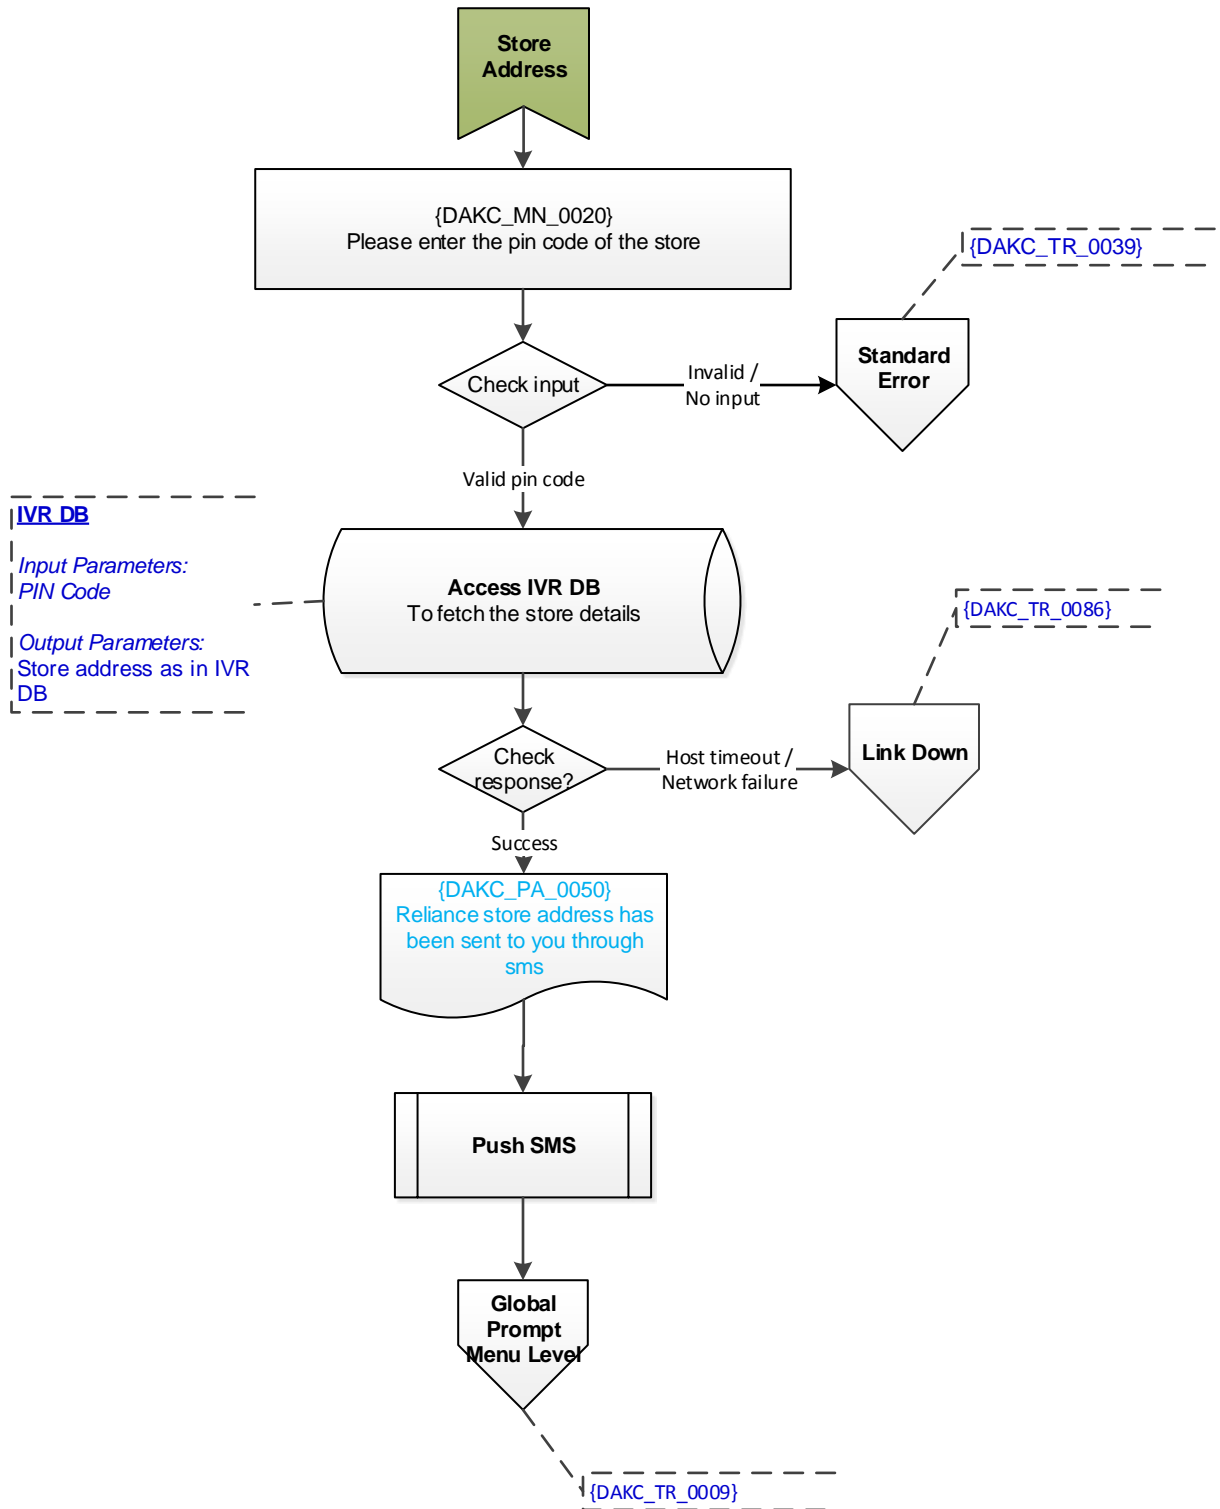 Store
Address
{DAKC_MN_0020}
Please enter the pin code of the store
{DAKC_TR_0039}
Standard
Error
Check input
Invalid /
No input
Valid pin code
IVR DB
Input Parameters:
PIN Code
Output Parameters:
Store address as in IVR
DB
Access IVR DB
To fetch the store details
{DAKC_TR_0086}
Check
response?
Host timeout /
Network failure
Link Down
Success
{DAKC_PA_0050}
Reliance store address has
been sent to you through
sms
Push SMS
Global
Prompt
Menu Level
{DAKC_TR_0009}